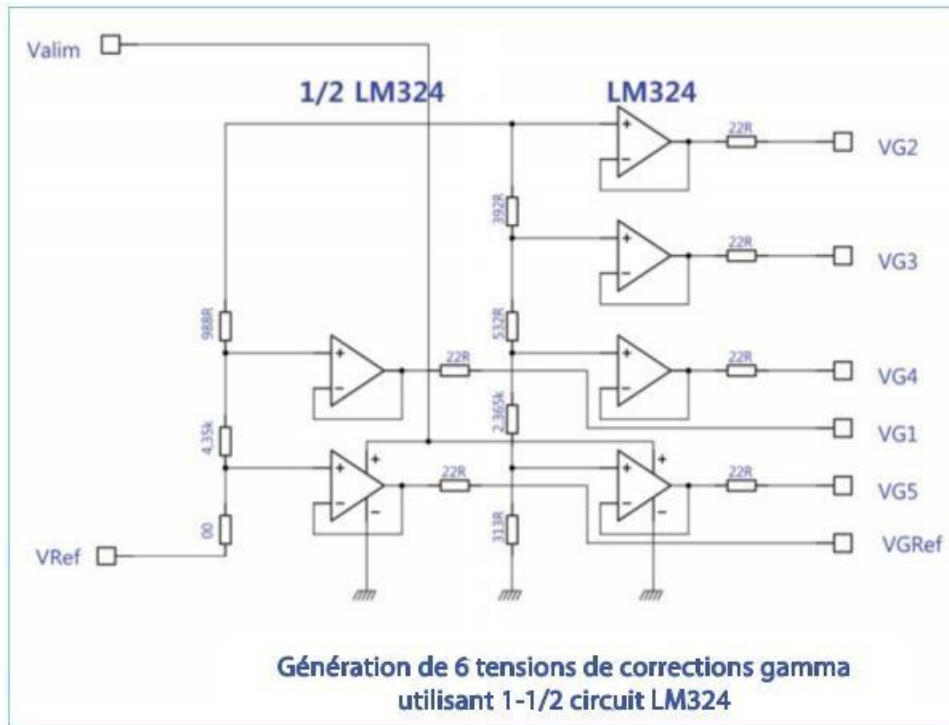 Valim
1/2 LM324
LM324
22R
VG2
392R
22R
VG3
988R
532R
22R
22R
VG4
4,35k
2,365k
VG1
22R
22R
VG5
00
313R
VRef
VGRef
Génération de 6 tensions de corrections gamma
utilisant 1-1/2 circuit LM324